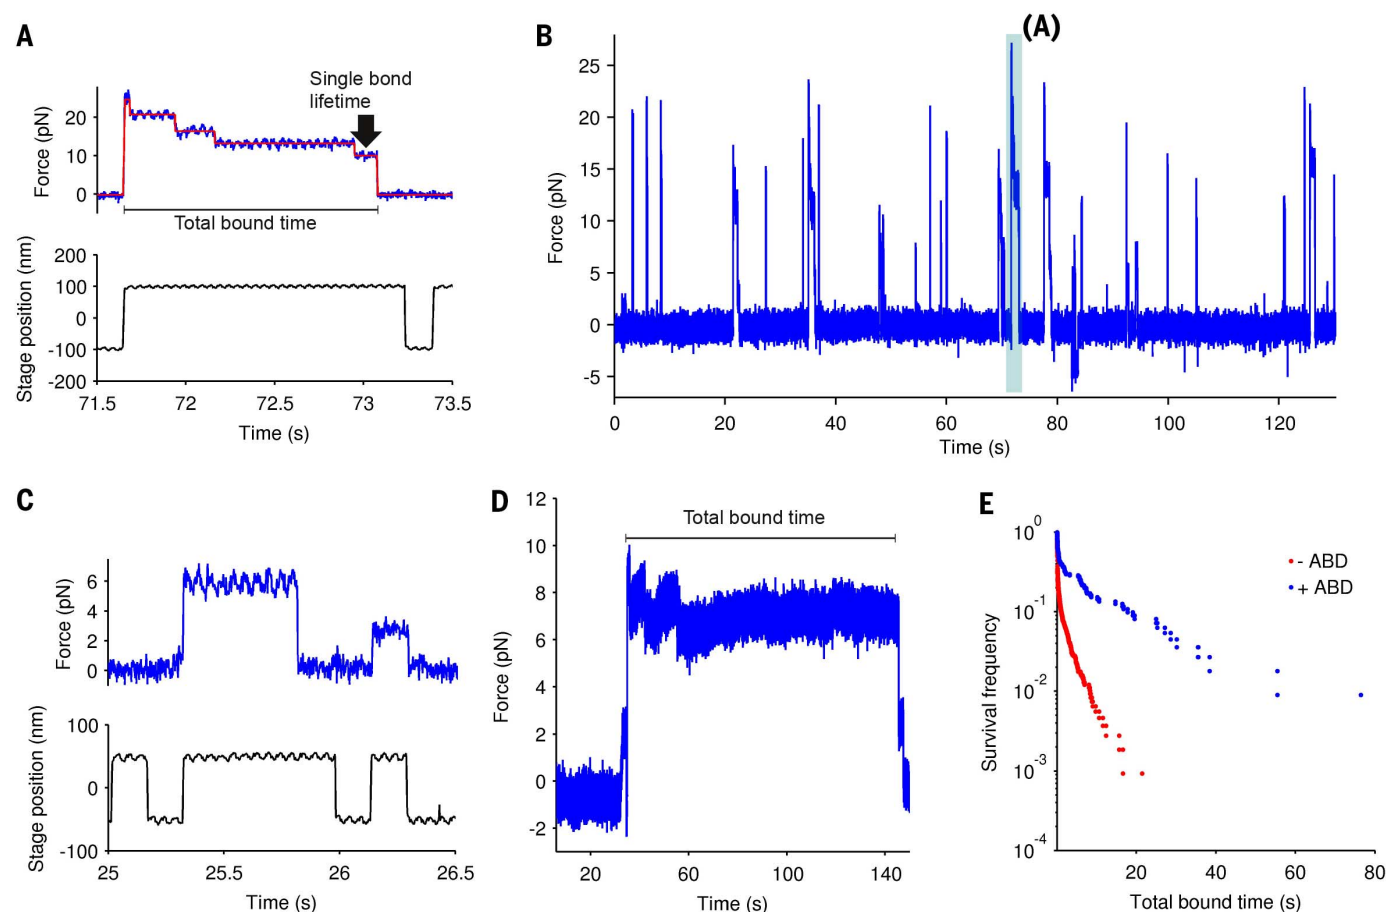 A
Single bond
lifetime
Force (pN)
20
10
0
Total bound time
Stage position (nm)
200
100
0
-100
-200
71.5 72 72.5 73 73.5
Time (s)
B
(A)
Force (pN)
25
20
15
10
5
0
-5
0 20 40 60 80 100 120
Time (s)
C
Force (pN)
6
4
2
0
Stage position (nm)
100
0
-100
25 25.5 26 26.5
Time (s)
D
Total bound time
Force (pN)
12
10
8
6
4
2
0
-2
20 60 100 140
Time (s)
E
Survival frequency
10^0
10^-1
10^-2
10^-3
10^-4
- ABD
+ ABD
20 40 60 80
Total bound time (s)